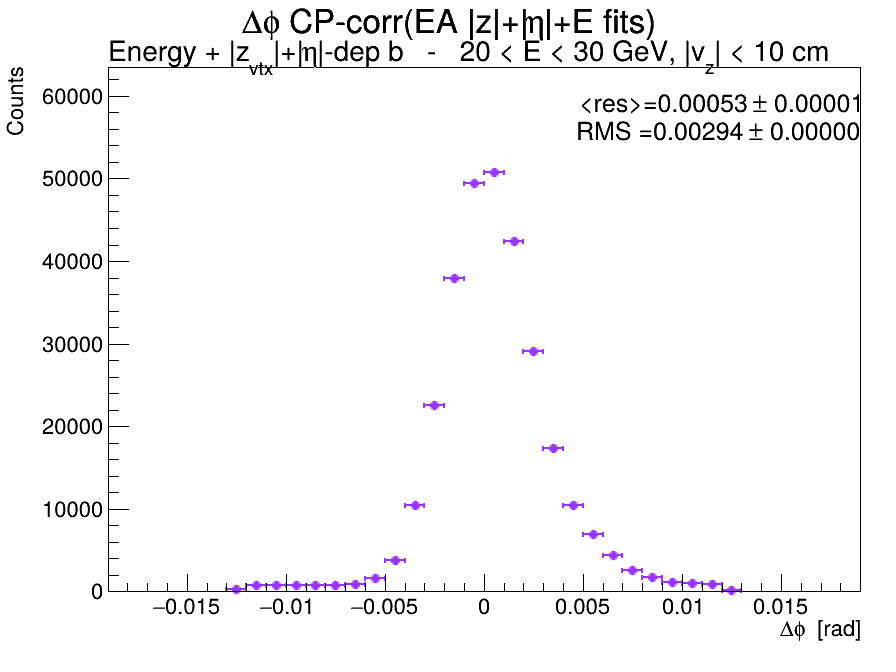 Δϕ CP-corr(EA |z|+|η|+E fits)
Energy + |z_vtx|+|η|-dep b - 20 < E < 30 GeV, |v_z| < 10 cm
Counts
<res>=0.00053 ± 0.00001
RMS =0.00294 ± 0.00000
60000
50000
40000
30000
20000
10000
0
−0.015 −0.01 −0.005 0 0.005 0.01 0.015
Δϕ [rad]